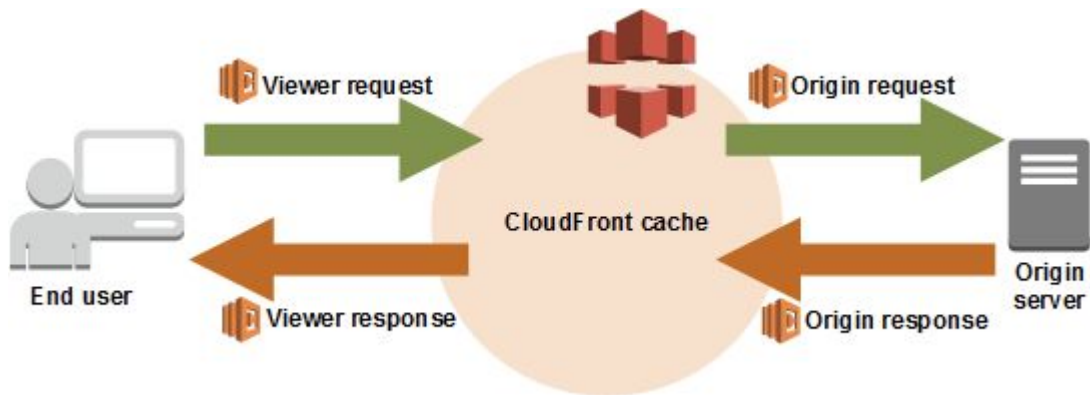 Viewer request
Origin request
CloudFront cache
End user
Origin
server
Viewer response
Origin response